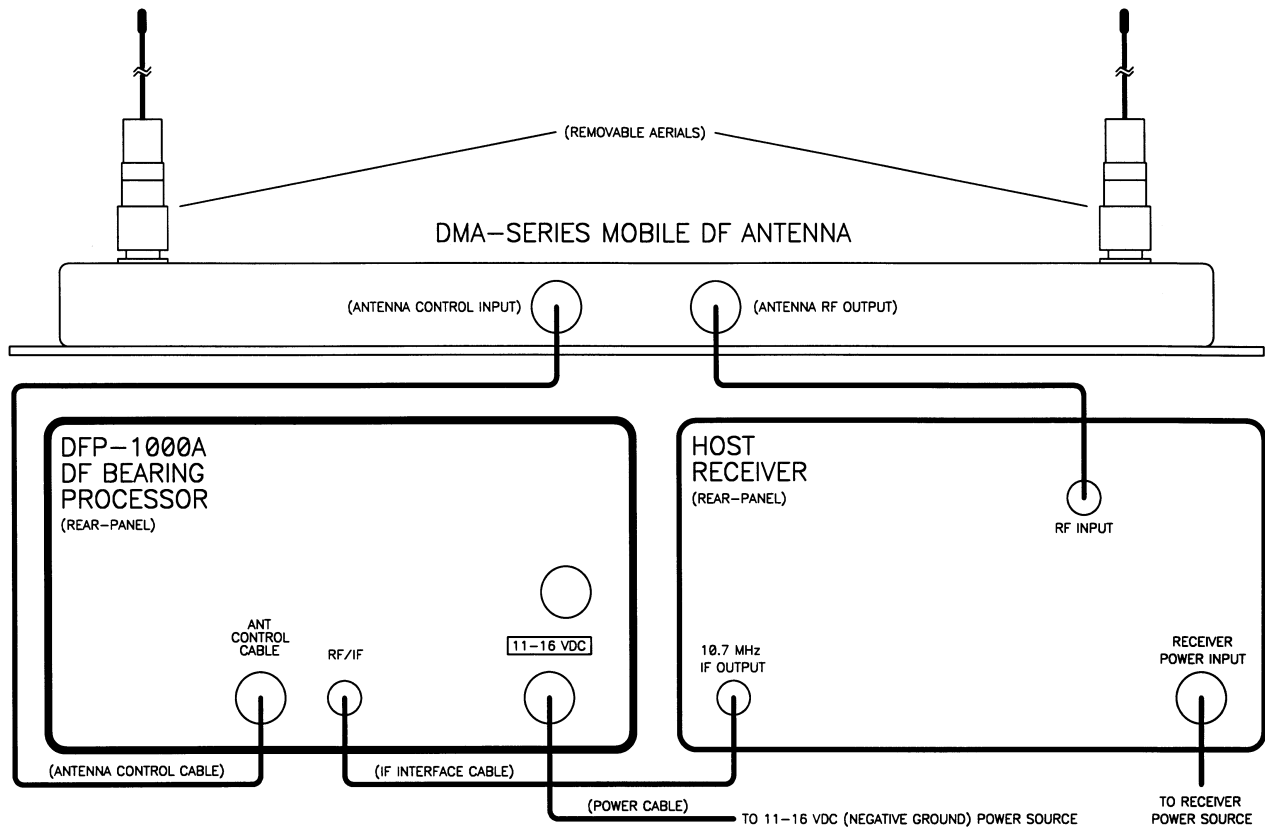 (REMOVABLE AERIALS)
DMA-SERIES MOBILE DF ANTENNA
(ANTENNA CONTROL INPUT)
(ANTENNA RF OUTPUT)
DFP-1000A
DF BEARING
PROCESSOR
(REAR-PANEL)
ANT
CONTROL
CABLE
RF/IF
11-16 VDC
HOST
RECEIVER
(REAR-PANEL)
RF INPUT
10.7 MHz
IF OUTPUT
RECEIVER
POWER INPUT
(ANTENNA CONTROL CABLE)
(IF INTERFACE CABLE)
(POWER CABLE)
TO 11-16 VDC (NEGATIVE GROUND) POWER SOURCE
TO RECEIVER
POWER SOURCE